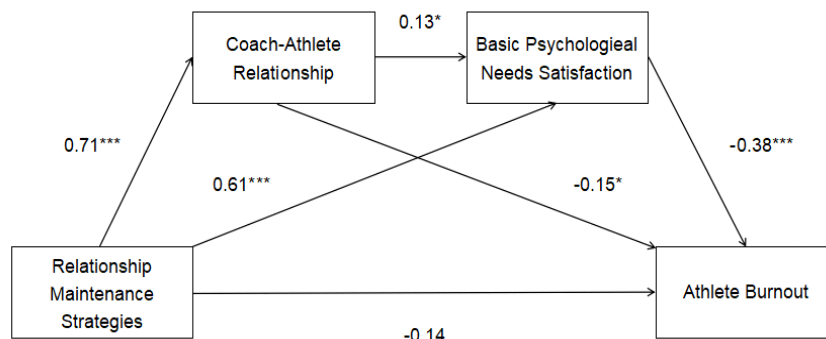 0.13*
Coach-Athlete
Relationship
Basic Psychologieal
Needs Satisfaction
0.71***
0.61***
-0.15*
-0.38***
Relationship
Maintenance
Strategies
Athlete Burnout
-0.14